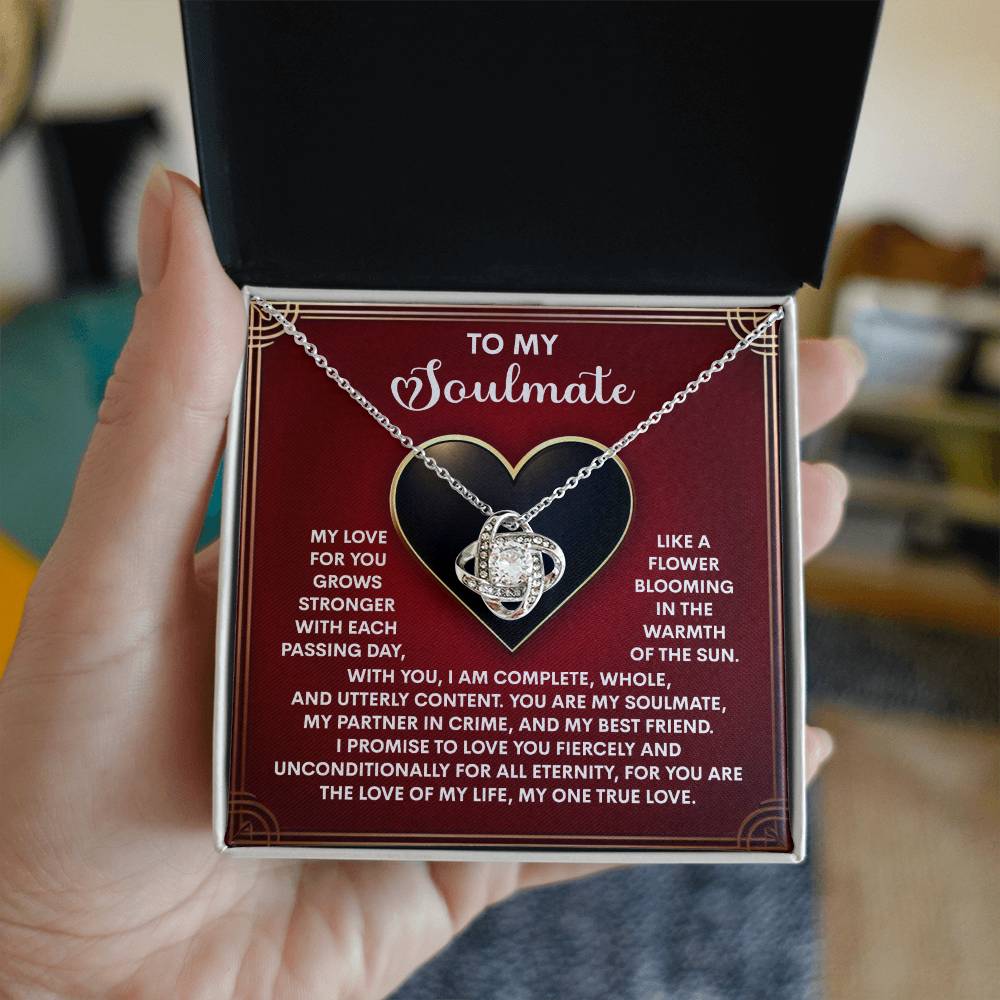 TO MY
Soulmate
MY LOVE
FOR YOU
GROWS
STRONGER
WITH EACH
PASSING DAY,
LIKE A
FLOWER
BLOOMING
IN THE
WARMTH
OF THE SUN.
WITH YOU, I AM COMPLETE, WHOLE,
AND UTTERLY CONTENT. YOU ARE MY SOULMATE,
MY PARTNER IN CRIME, AND MY BEST FRIEND.
I PROMISE TO LOVE YOU FIERCELY AND
UNCONDITIONALLY FOR ALL ETERNITY, FOR YOU ARE
THE LOVE OF MY LIFE, MY ONE TRUE LOVE.